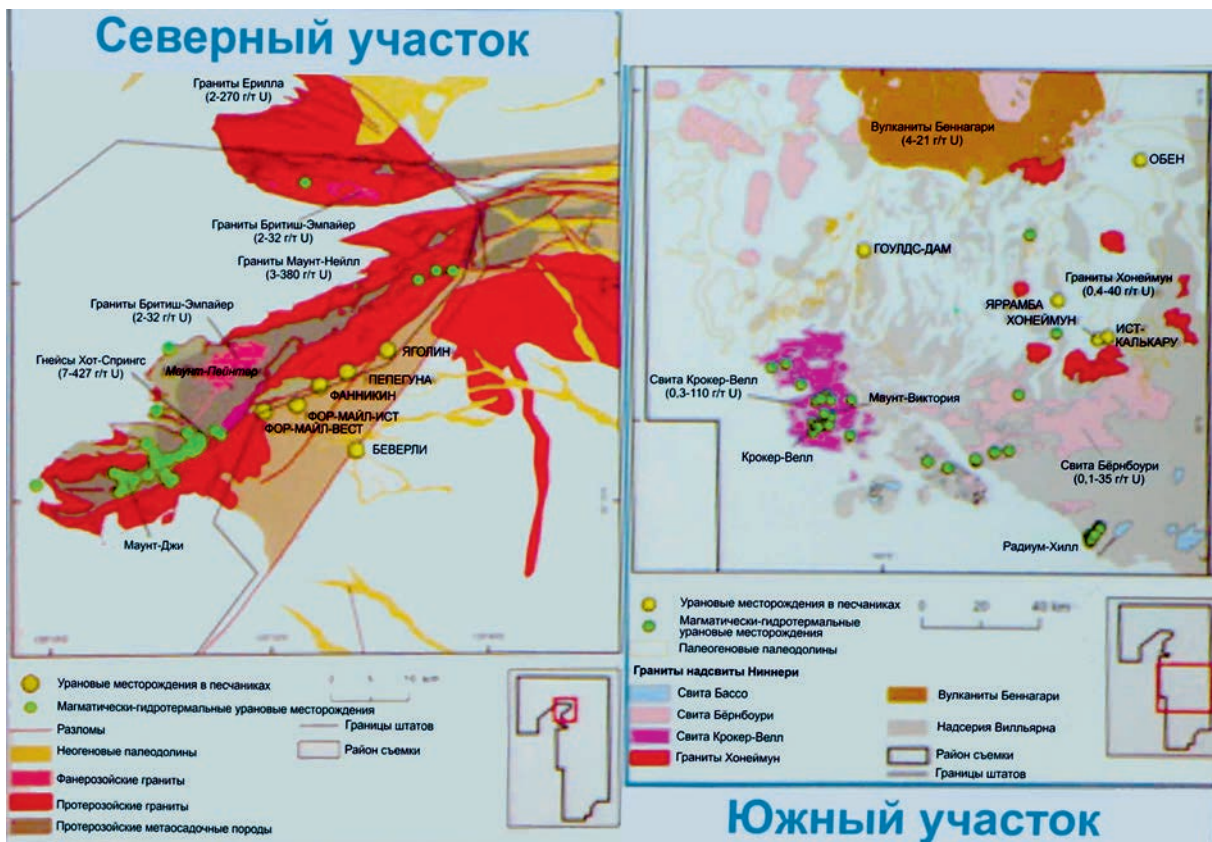 Северный участок
Граниты Ерилла
(2-270 г/т U)
Граниты Бритиш-Эмпайер
(2-32 г/т U)
Граниты Маунт-Нейлл
(3-380 г/т U)
Граниты Бритиш-Эмпайер
(2-32 г/т U)
Гнейсы Хот-Спрингс
(7-427 г/т U)
Маунт-Пейнтер
ЯГОЛИН
ПЕПЕГУНА
ФАННИКИН
ФОР-МАЙЛ-ИСТ
ФОР-МАЙЛ-ВЕСТ
БЕВЕРЛИ
Маунт-Джи
Урановые месторождения в песчаниках
Магматически-гидротермальные урановые месторождения
Разломы
Границы штатов
Неогеновые палеодолины
Район съемки
Фанерозойские граниты
Протерозойские граниты
Протерозойские метаосадочные породы
Вулканиты Беннагари
(4-21 г/т U)
ОБЕН
ГОУЛДС-ДАМ
Граниты Хонеймун
(0,4-40 г/т U)
ЯРРАМБА
ХОНЕЙМУН
ИСТ-
КАЛЬКАРУ
Свита Крокер-Велл
(0,3-110 г/т U)
Маунт-Виктория
Крокер-Велл
Свита Бёрнбоури
(0,1-35 г/т U)
Радиум-Хилл
Урановые месторождения в песчаниках
0 20 40 km
Магматически-гидротермальные
урановые месторождения
Палеогеновые палеодолины
Граниты надсвиты Ниннери
Свита Бассо
Свита Бёрнбоури
Свита Крокер-Велл
Граниты Хонеймун
Вулканиты Беннагари
Надсерия Вилльярна
Район съемки
Границы штатов
Южный участок